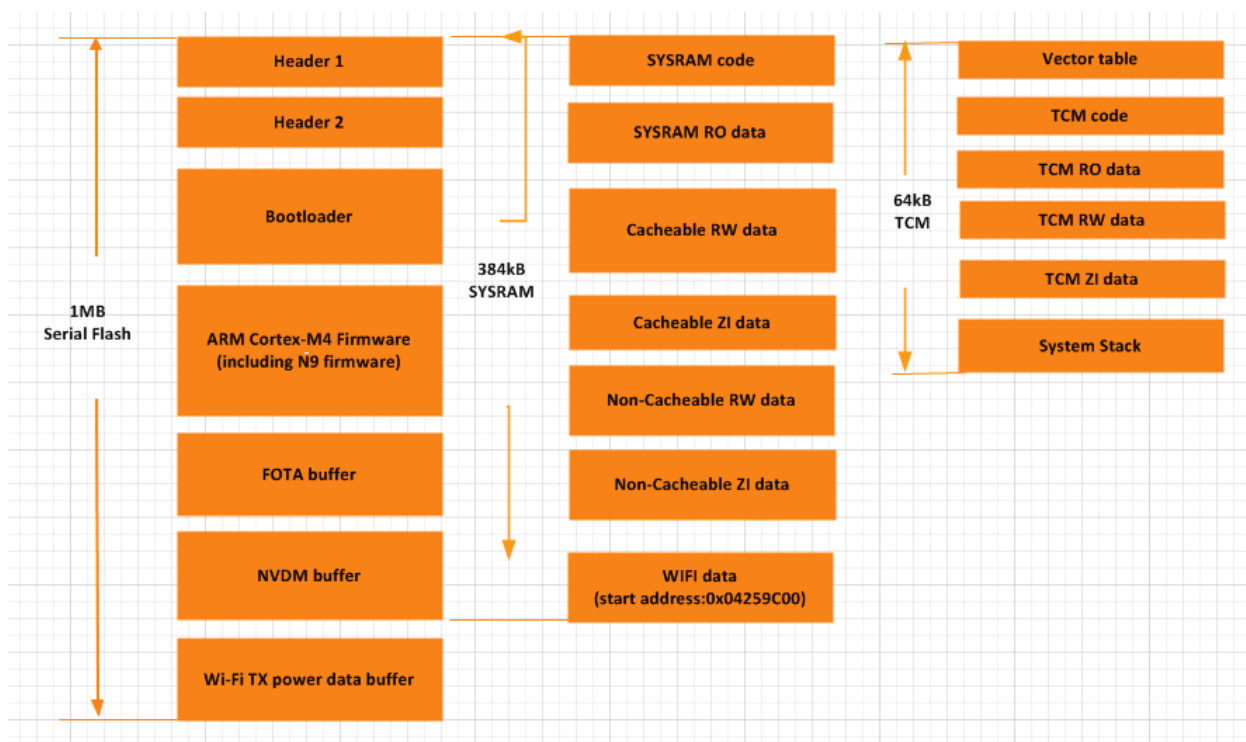 1MB
Serial Flash
Header 1
Header 2
Bootloader
ARM Cortex-M4 Firmware
(including N9 firmware)
FOTA buffer
NVDM buffer
Wi-Fi TX power data buffer
384kB
SYSRAM
SYSRAM code
SYSRAM RO data
Cacheable RW data
Cacheable ZI data
Non-Cacheable RW data
Non-Cacheable ZI data
WIFI data
(start address:0x04259C00)
64kB
TCM
Vector table
TCM code
TCM RO data
TCM RW data
TCM ZI data
System Stack